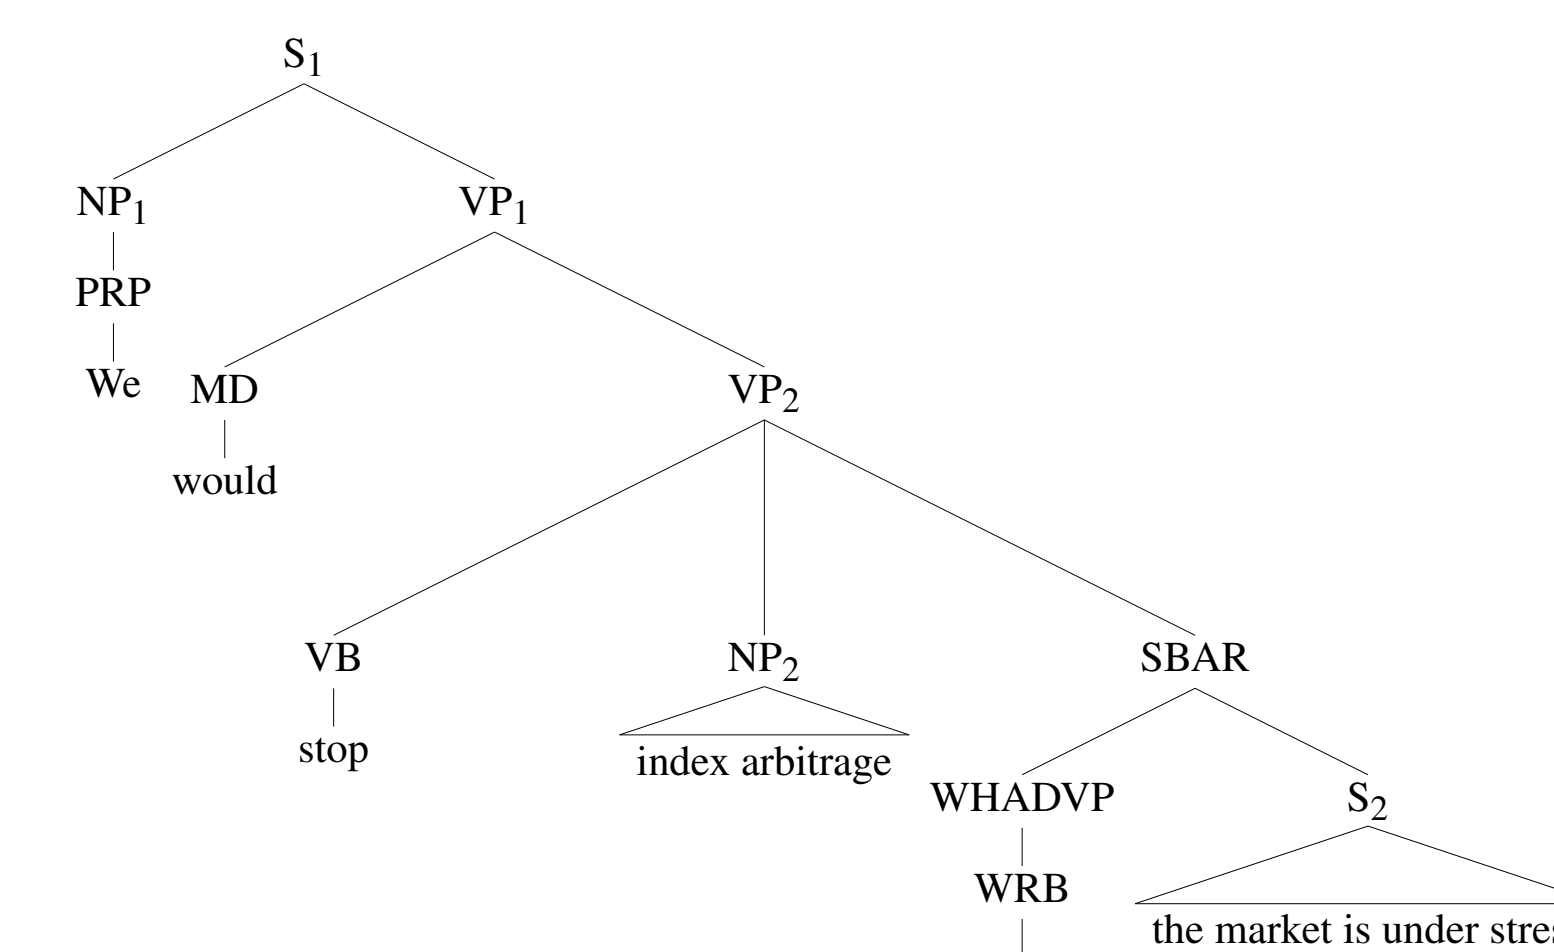 S1
NP1 VP1
PRP
We MD VP2
would
VB NP2 SBAR
stop
index arbitrage
WHADVP S2
WRB
the market is under